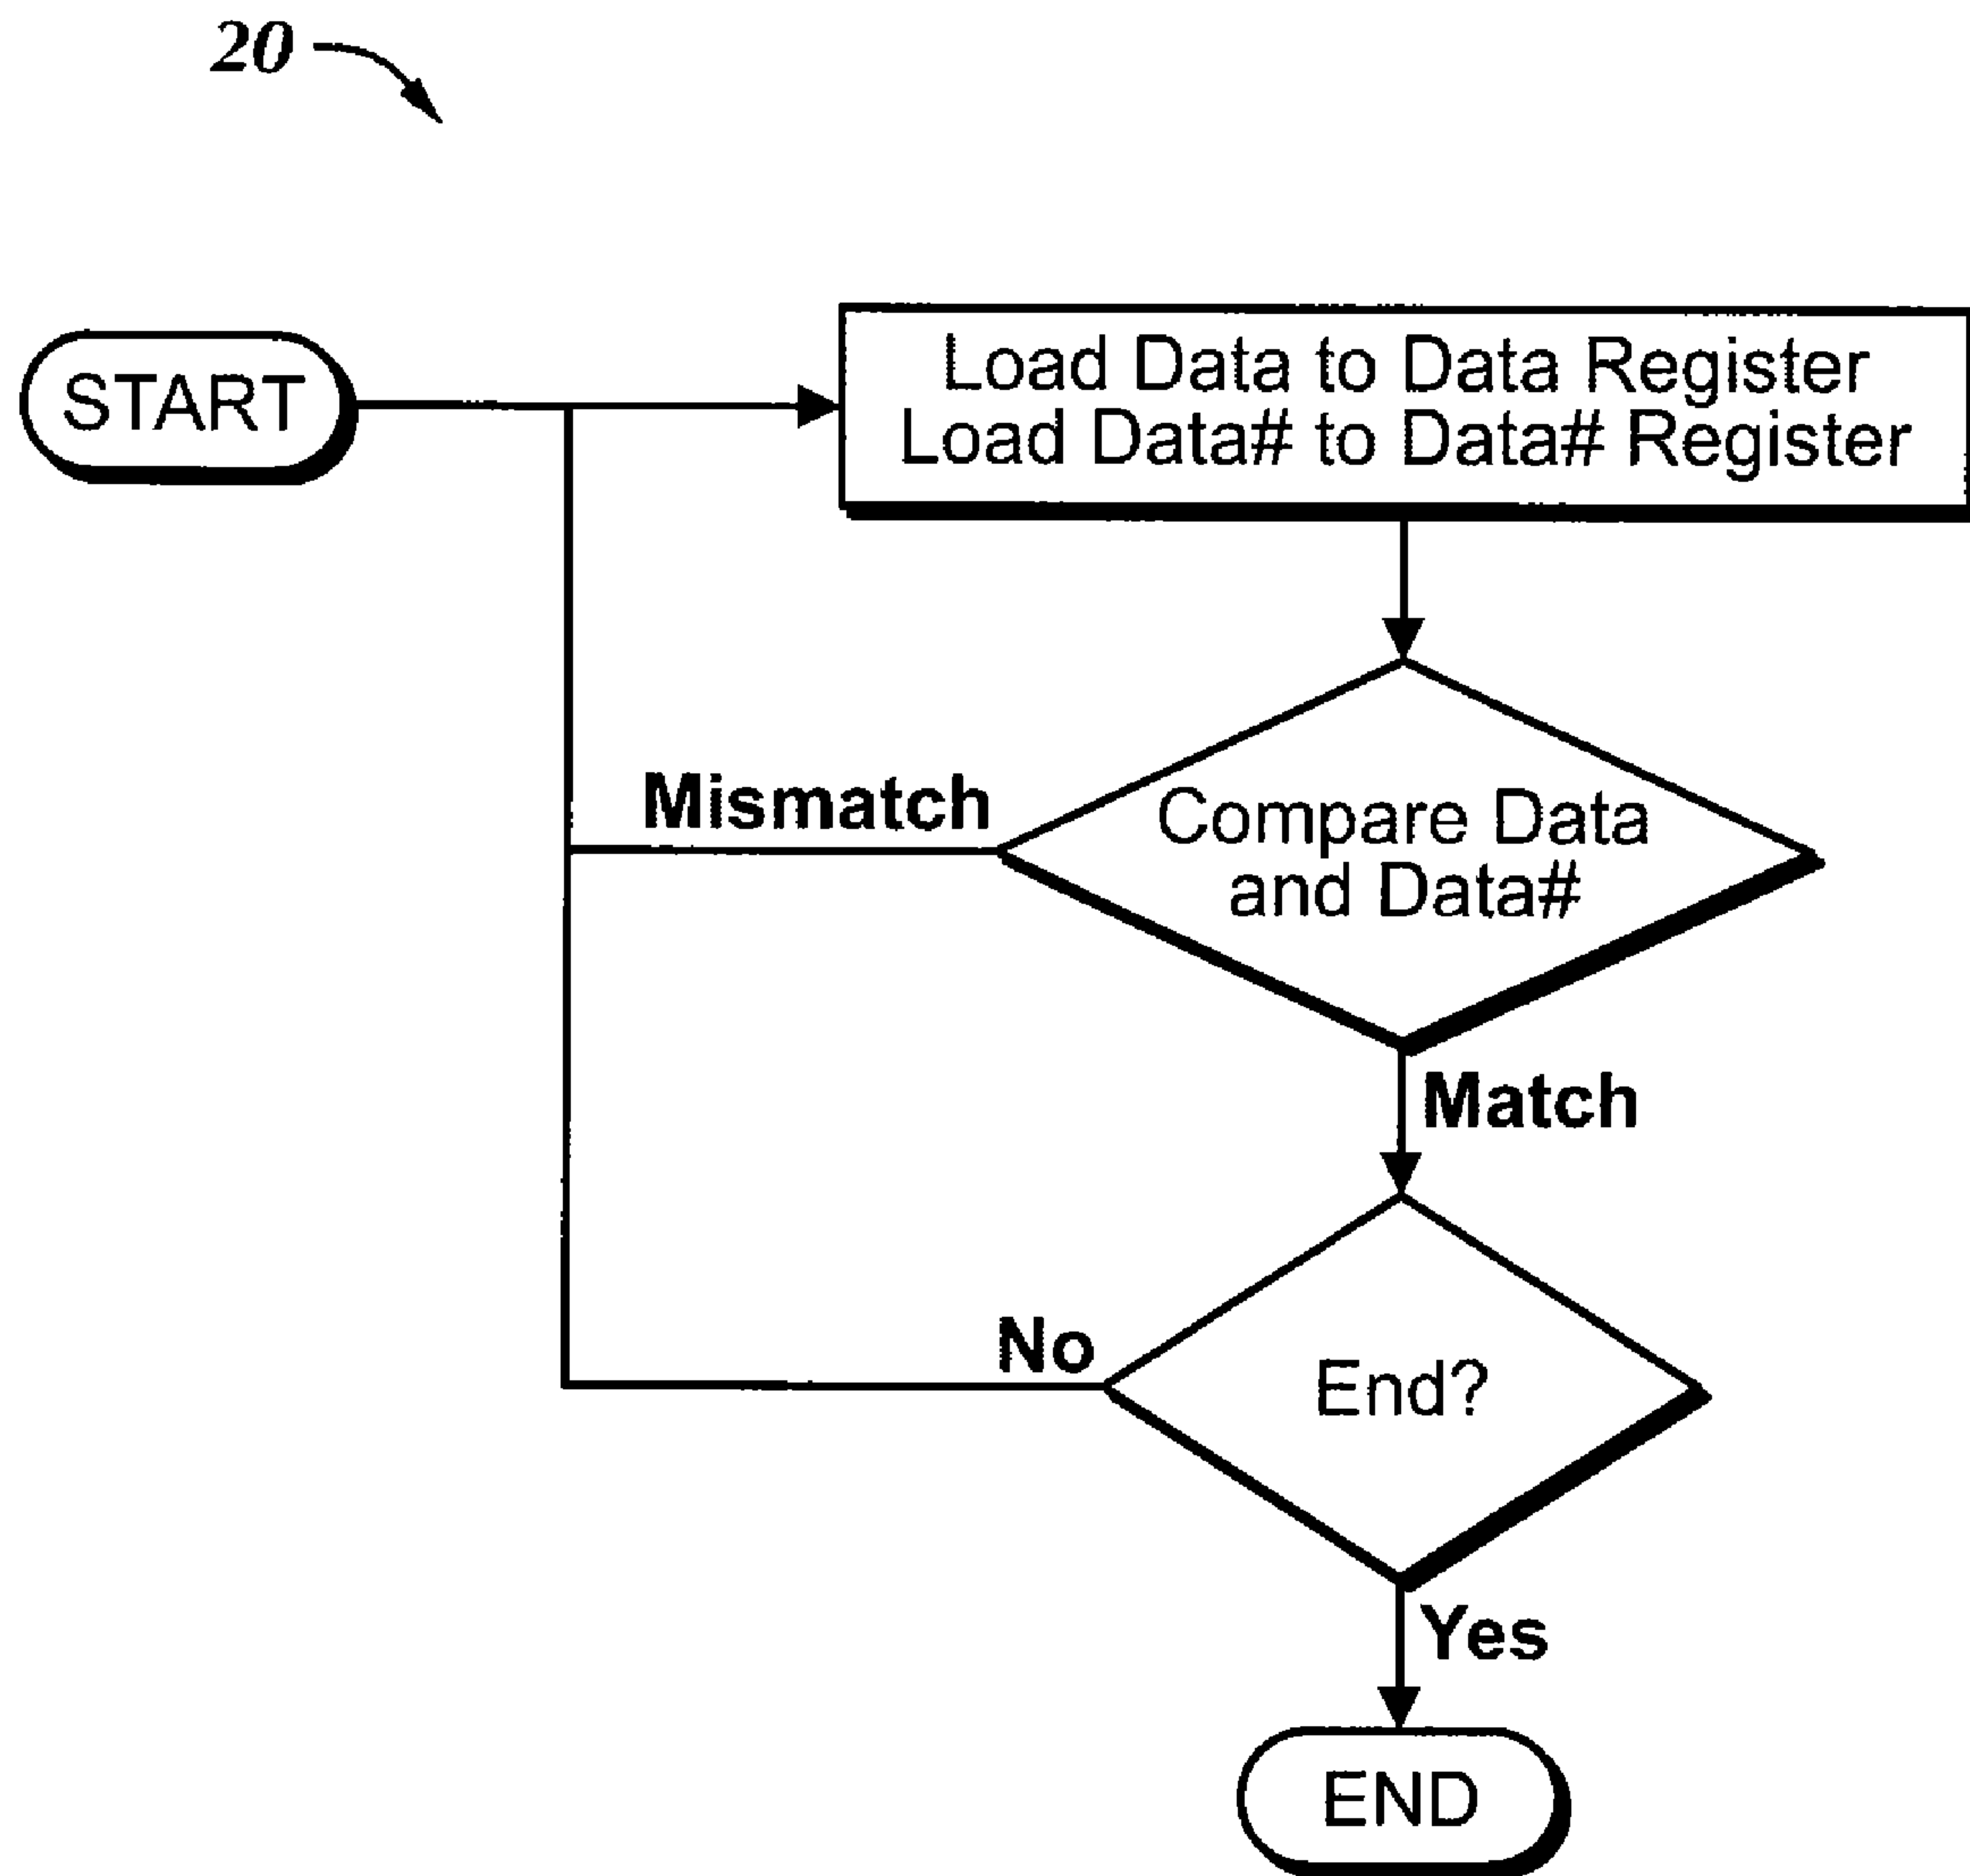 20
START
Load Data to Data Register
Load Data# to Data# Register
Mismatch
Compare Data
and Data#
Match
No
End?
Yes
END